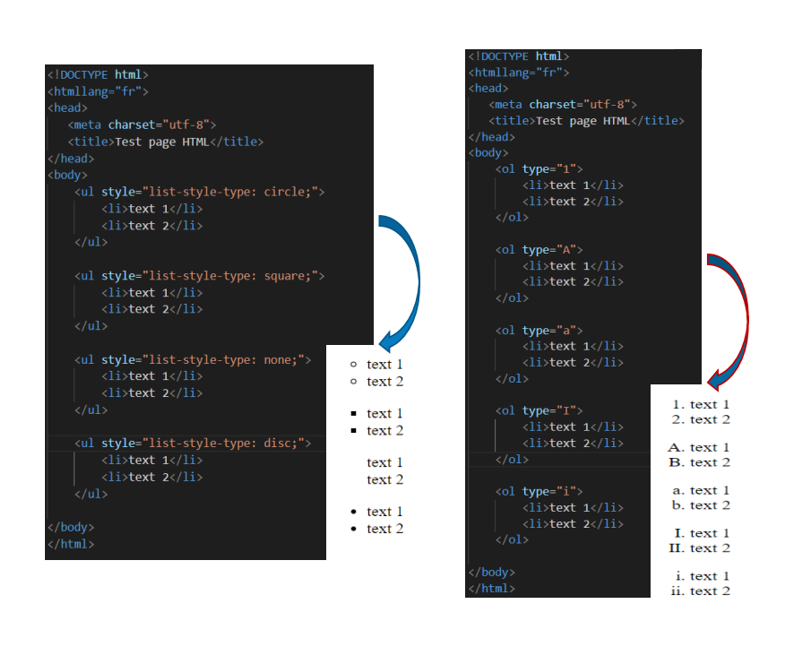 <!DOCTYPE html>
<htmllang="fr">
<head>
<meta charset="utf-8">
<title>Test page HTML</title>
</head>
<body>
<ul style="list-style-type: circle;">
<li>text 1</li>
<li>text 2</li>
</ul>
<ul style="list-style-type: square;">
<li>text 1</li>
<li>text 2</li>
</ul>
<ul style="list-style-type: none;">
<li>text 1</li>
<li>text 2</li>
</ul>
<ul style="list-style-type: disc;">
<li>text 1</li>
<li>text 2</li>
</ul>
</body>
</html>
text 1
text 2
text 1
text 2
text 1
text 2
text 1
text 2
<!DOCTYPE html>
<htmllang="fr">
<head>
<meta charset="utf-8">
<title>Test page HTML</title>
</head>
<body>
<ol type="1">
<li>text 1</li>
<li>text 2</li>
</ol>
<ol type="A">
<li>text 1</li>
<li>text 2</li>
</ol>
<ol type="a">
<li>text 1</li>
<li>text 2</li>
</ol>
<ol type="I">
<li>text 1</li>
<li>text 2</li>
</ol>
<ol type="i">
<li>text 1</li>
<li>text 2</li>
</ol>
</body>
</html>
1. text 1
2. text 2
A. text 1
B. text 2
a. text 1
b. text 2
I. text 1
II. text 2
i. text 1
ii. text 2